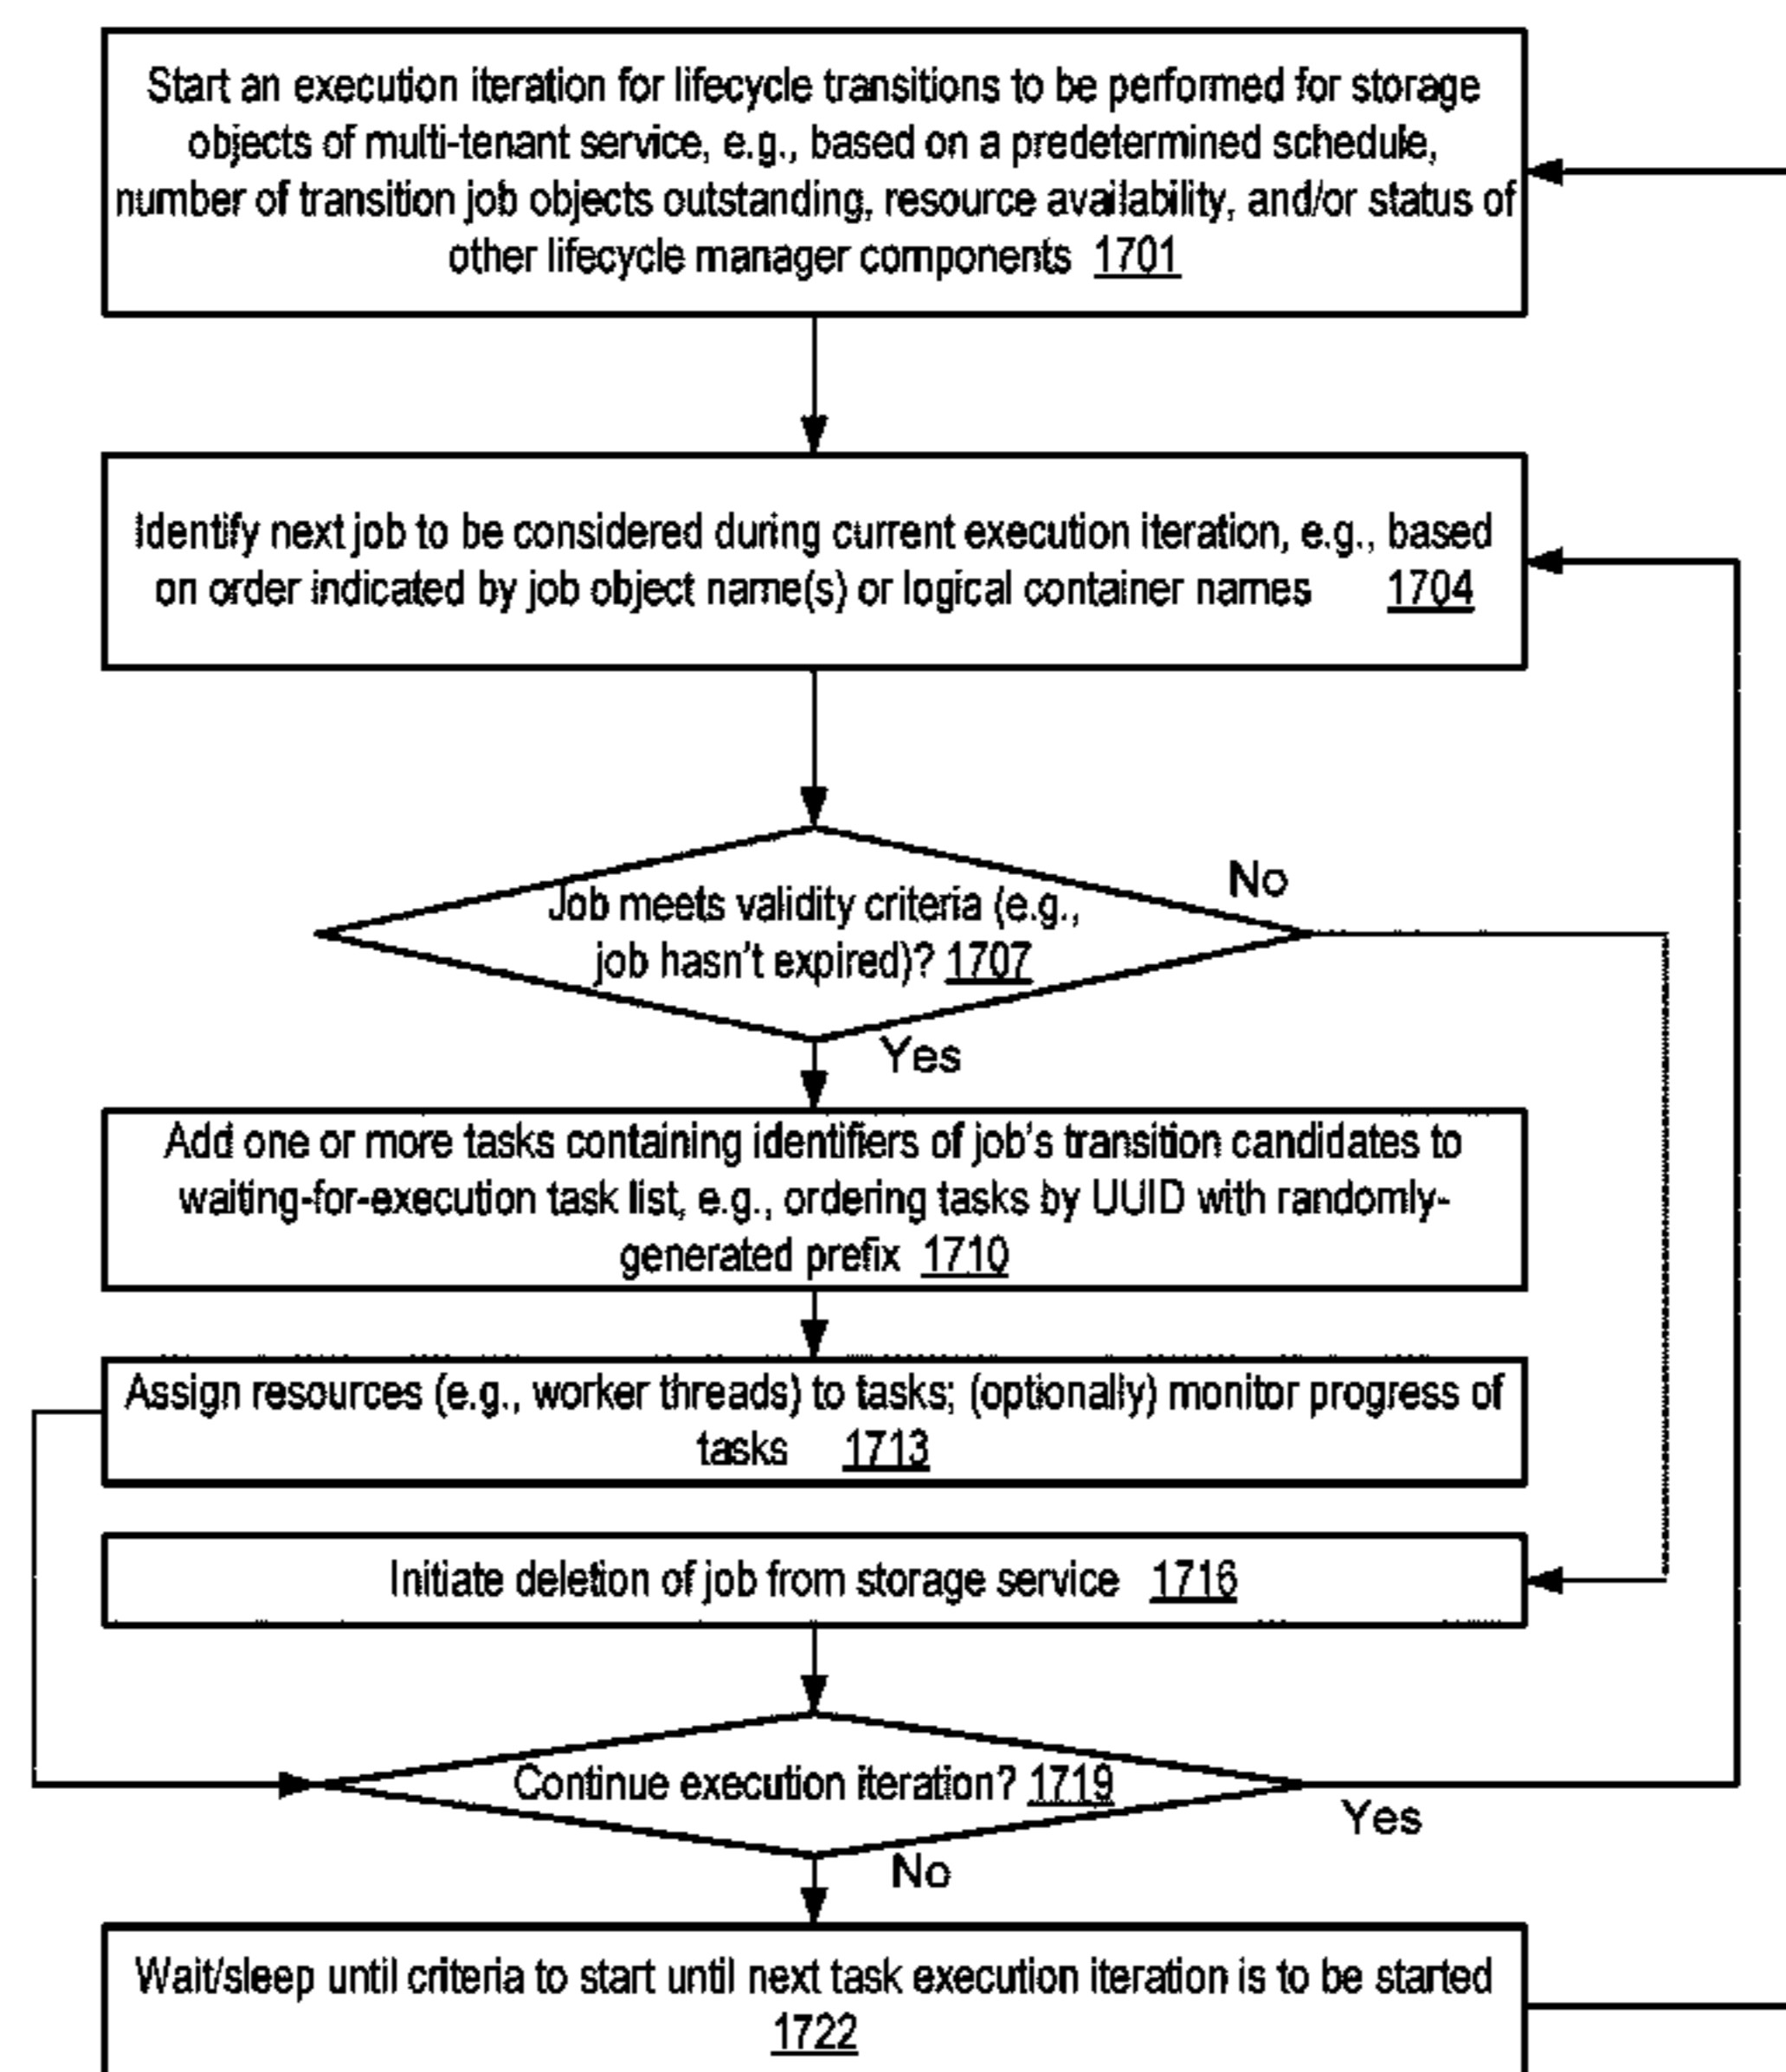 Start an execution iteration for lifecycle transitions to be performed for storage
objects of multi-tenant service, e.g., based on a predetermined schedule,
number of transition job objects outstanding, resource availability, and/or status of
other lifecycle manager components 1701
Identify next job to be considered during current execution iteration, e.g., based
on order indicated by job object name(s) or logical container names 1704
Job meets validity criteria (e.g.,
job hasn't expired)? 1707
No
Yes
Add one or more tasks containing identifiers of job's transition candidates to
waiting-for-execution task list, e.g., ordering tasks by UUID with randomly-
generated prefix 1710
Assign resources (e.g., worker threads) to tasks; (optionally) monitor progress of
tasks 1713
Initiate deletion of job from storage service 1716
Continue execution iteration? 1719
Yes
No
Wait/sleep until criteria to start until next task execution iteration is to be started
1722